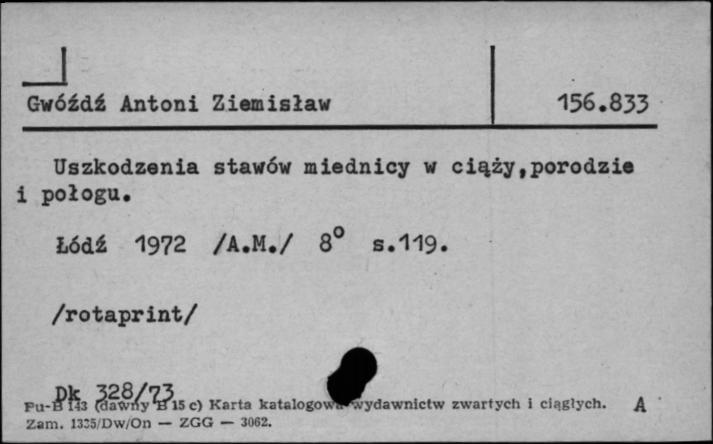 Gwóźdź Antoni Ziemisław 156.833
Uszkodzenia stawów miednicy w ciąży,porodzie
i połogu.
Łódź 1972 /A.M./ 8° s.119.
/rotaprint/
Dk 328/73
Pu-B 143 (dawny B 15 c) Karta katalogowa wydawnictw zwartych i ciągłych. A
Zam. 1335/Dw/On — ZGG — 3062.